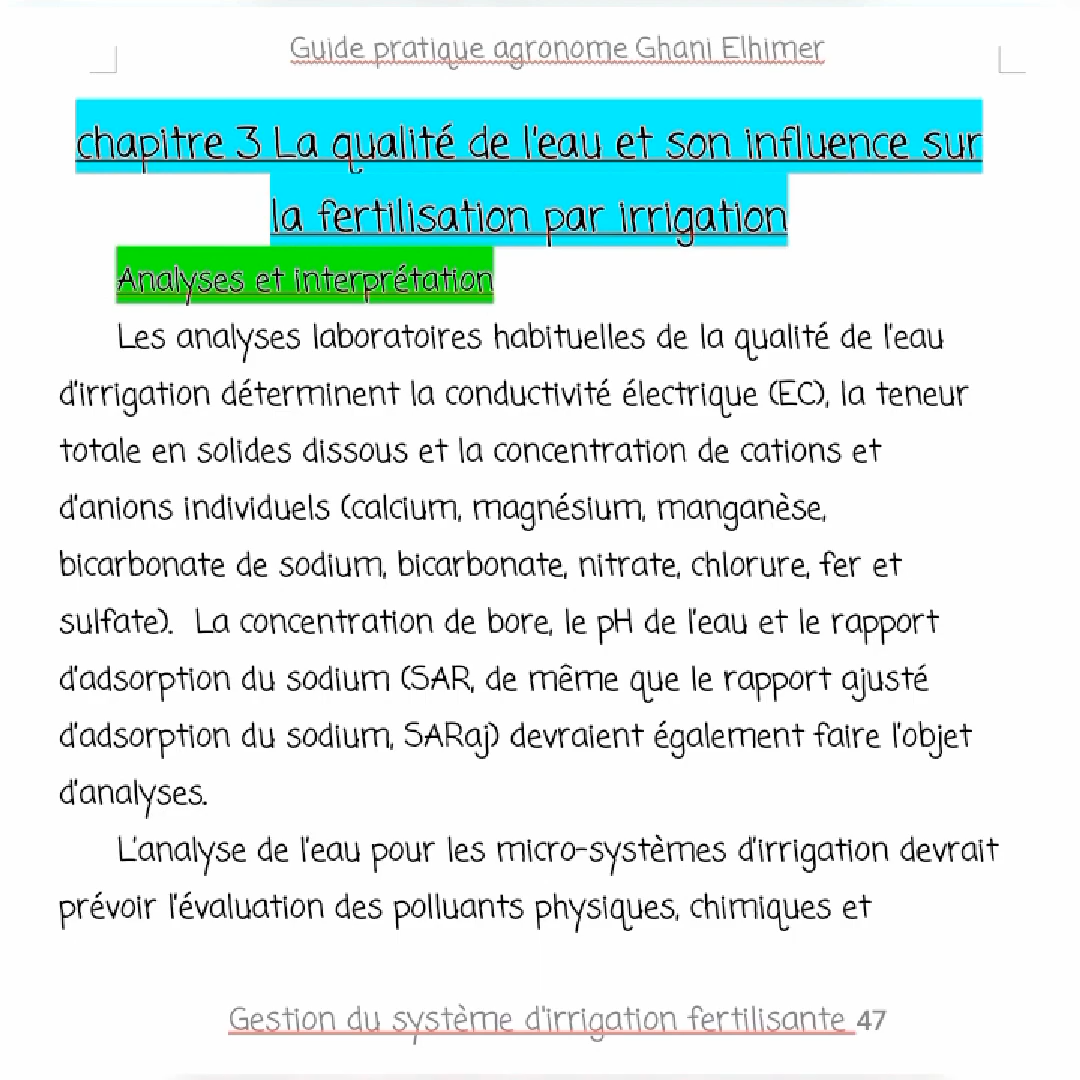 Guide pratique agronome Ghani Elhimer
chapitre 3 La qualité de l'eau et son influence sur
la fertilisation par irrigation
Analyses et interprétation
Les analyses laboratoires habituelles de la qualité de l'eau
d'irrigation déterminent la conductivité électrique (EC), la teneur
totale en solides dissous et la concentration de cations et
d'anions individuels (calcium, magnésium, manganèse,
bicarbonate de sodium, bicarbonate, nitrate, chlorure, fer et
sulfate).  La concentration de bore, le pH de l'eau et le rapport
d'adsorption du sodium (SAR, de même que le rapport ajusté
d'adsorption du sodium, SARaj) devraient également faire l'objet
d'analyses.
L'analyse de l'eau pour les micro-systèmes d'irrigation devrait
prévoir l'évaluation des polluants physiques, chimiques et
Gestion du système d'irrigation fertilisante 47